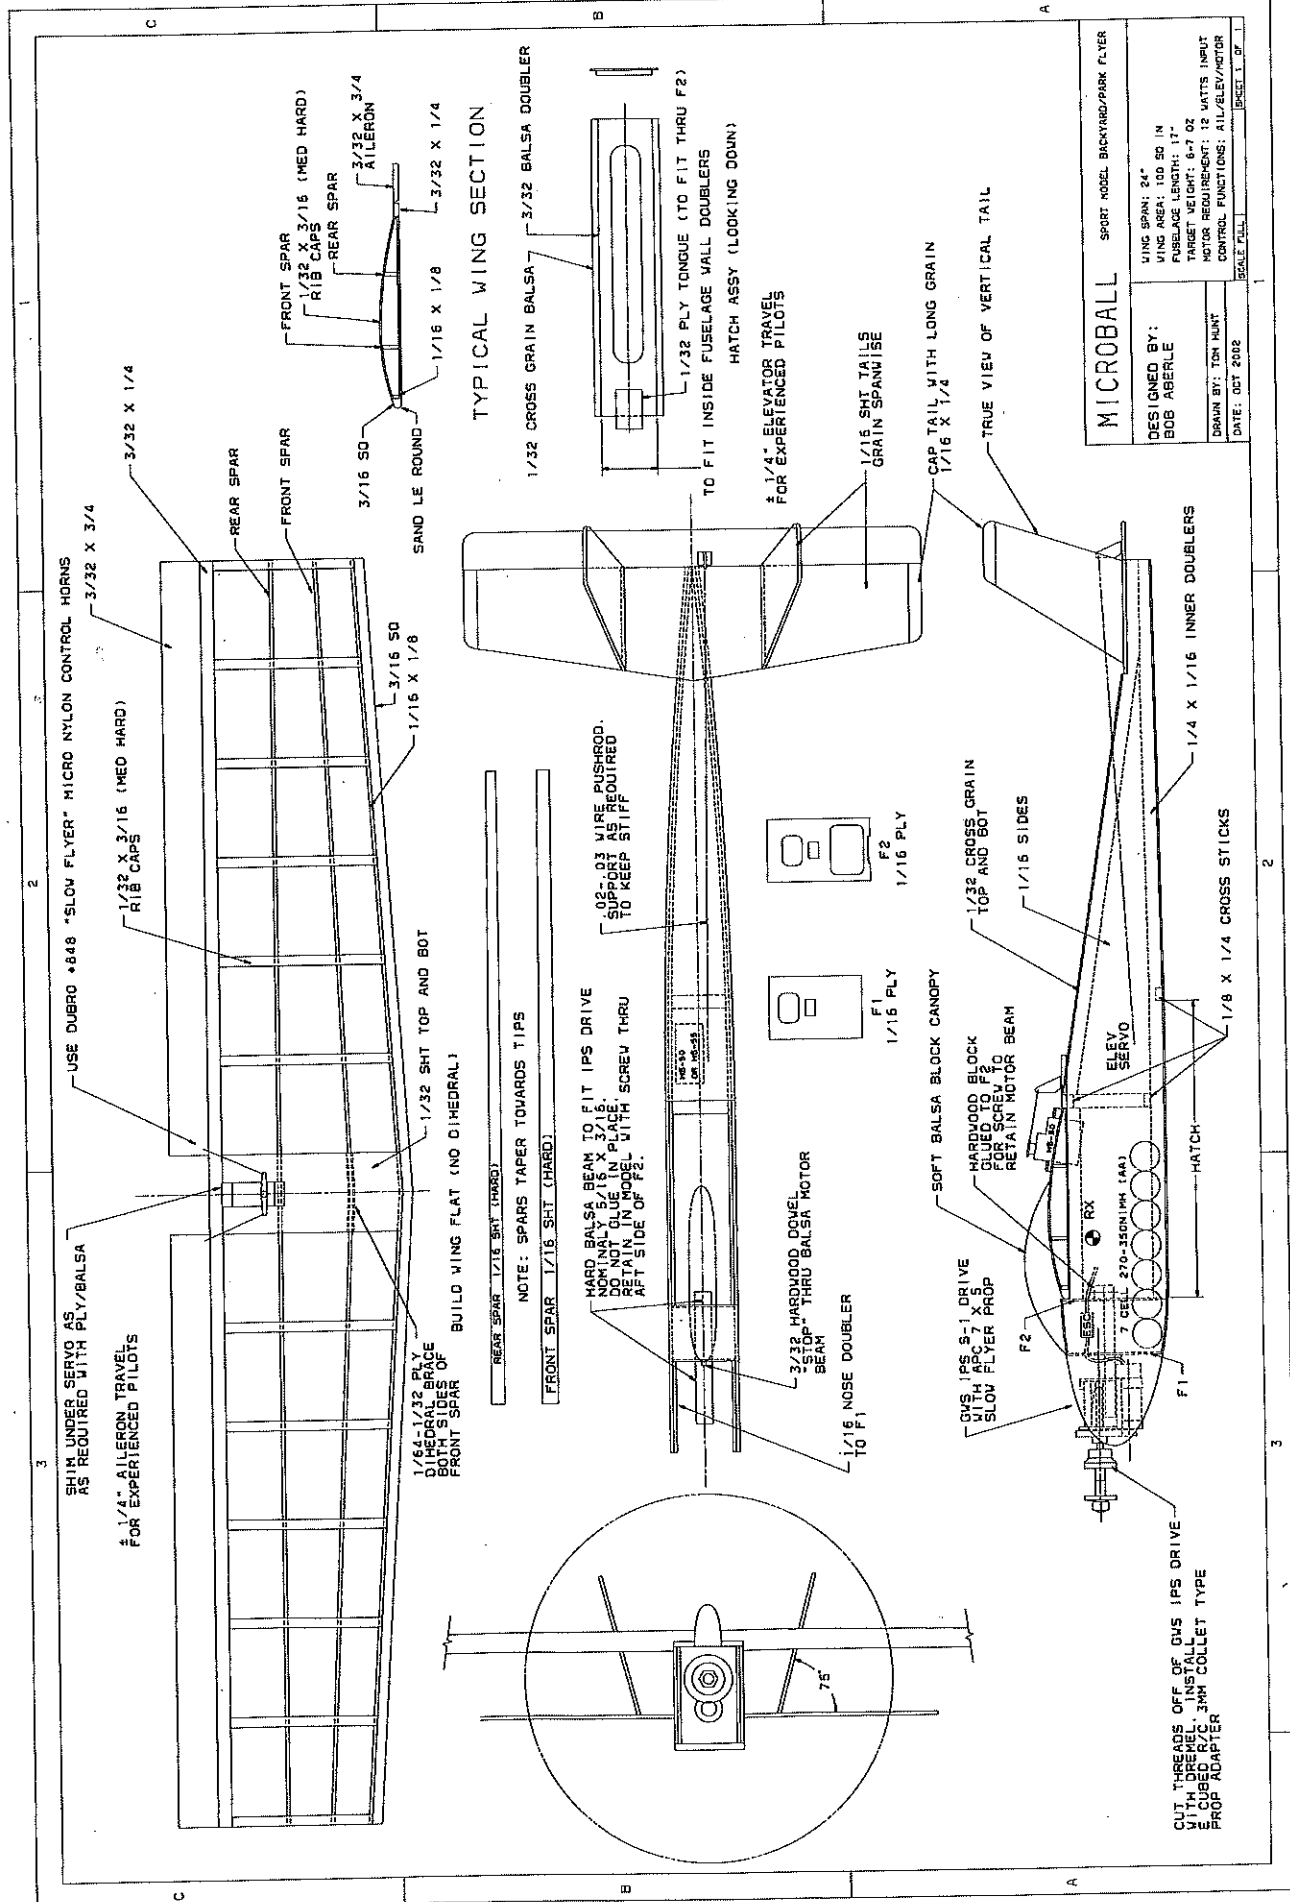 C
B
A
3
2
1
SHIM UNDER SERVO AS
AS REQUIRED WITH PLY/BALSA
± 1/4" AILERON TRAVEL
FOR EXPERIENCED PILOTS
USE DUBRO #848 "SLOW FLYER" MICRO NYLON CONTROL HORNS
3/32 X 3/4
3/32 X 1/4
1/32 X 3/16 (MED HARD)
RIB CAPS
REAR SPAR
FRONT SPAR
3/16 SQ
1/16 X 1/8
1/32 SHT TOP AND BOT
BUILD WING FLAT (NO DIHEDRAL)
1/64-1/32 PLY
DIHEDRAL BRACE
BOTH SIDES OF
FRONT SPAR
REAR SPAR 1/16 SHT (HARD)
NOTE: SPARS TAPER TOWARDS TIPS
FRONT SPAR 1/16 SHT (HARD)
FRONT SPAR
1/32 X 3/16 (MED HARD)
RIB CAPS
REAR SPAR
3/32 X 3/4
AILERON
3/32 X 1/4
1/16 X 1/8
3/16 SQ
SAND LE ROUND
TYPICAL WING SECTION
1/32 CROSS GRAIN BALSA
3/32 BALSA DOUBLER
1/32 PLY TONGUE (TO FIT THRU F2)
TO FIT INSIDE FUSELAGE WALL DOUBLERS
HATCH ASSY (LOOKING DOWN)
± 1/4" ELEVATOR TRAVEL
FOR EXPERIENCED PILOTS
1/16 SHT TAILS
GRAIN SPANWISE
CAP TAIL WITH LONG GRAIN
1/16 X 1/4
TRUE VIEW OF VERTICAL TAIL
HARD BALSA BEAM TO FIT IPS DRIVE
NOMINALLY 5/16 X 3/16.
DO NOT GLUE IN PLACE.
RETAIN IN MODEL WITH SCREW THRU
AFT SIDE OF F2.
HS-50
OR HS-55
.02-.03 WIRE PUSHROD.
SUPPORT AS REQUIRED
TO KEEP STIFF
3/32 HARDWOOD DOWEL
"STOP" THRU BALSA MOTOR
BEAM
1/16 NOSE DOUBLER
TO F1
F1
1/16 PLY
F2
1/16 PLY
75°
SOFT BALSA BLOCK CANOPY
HARDWOOD BLOCK
GLUED TO F2
FOR SCREW TO
RETAIN MOTOR BEAM
1/32 CROSS GRAIN
TOP AND BOT
1/16 SIDES
1/4 X 1/16 INNER DOUBLERS
1/8 X 1/4 CROSS STICKS
HATCH
ELEV
SERVO
HS-50
RX
ESC
7 CELL 270-350NIMH (AA)
F2
F1
GWS IPS S-1 DRIVE
WITH APC 7 X 5
SLOW FLYER PROP
CUT THREADS OFF OF GWS IPS DRIVE
WITH DREMEL. INSTALL
E CUBED R/C 3MM COLLET TYPE
PROP ADAPTER
MICROBALL
SPORT MODEL BACKYARD/PARK FLYER
DESIGNED BY:
BOB ABERLE
WING SPAN: 24"
WING AREA: 100 SQ IN
FUSELAGE LENGTH: 17"
TARGET WEIGHT: 6-7 OZ
MOTOR REQUIREMENT: 12 WATTS INPUT
CONTROL FUNCTIONS: AIL/ELEV/MOTOR
DRAWN BY: TOM HUNT
DATE: OCT 2002
SCALE FULL
SHEET 1 OF 1
3
2
1
C
B
A